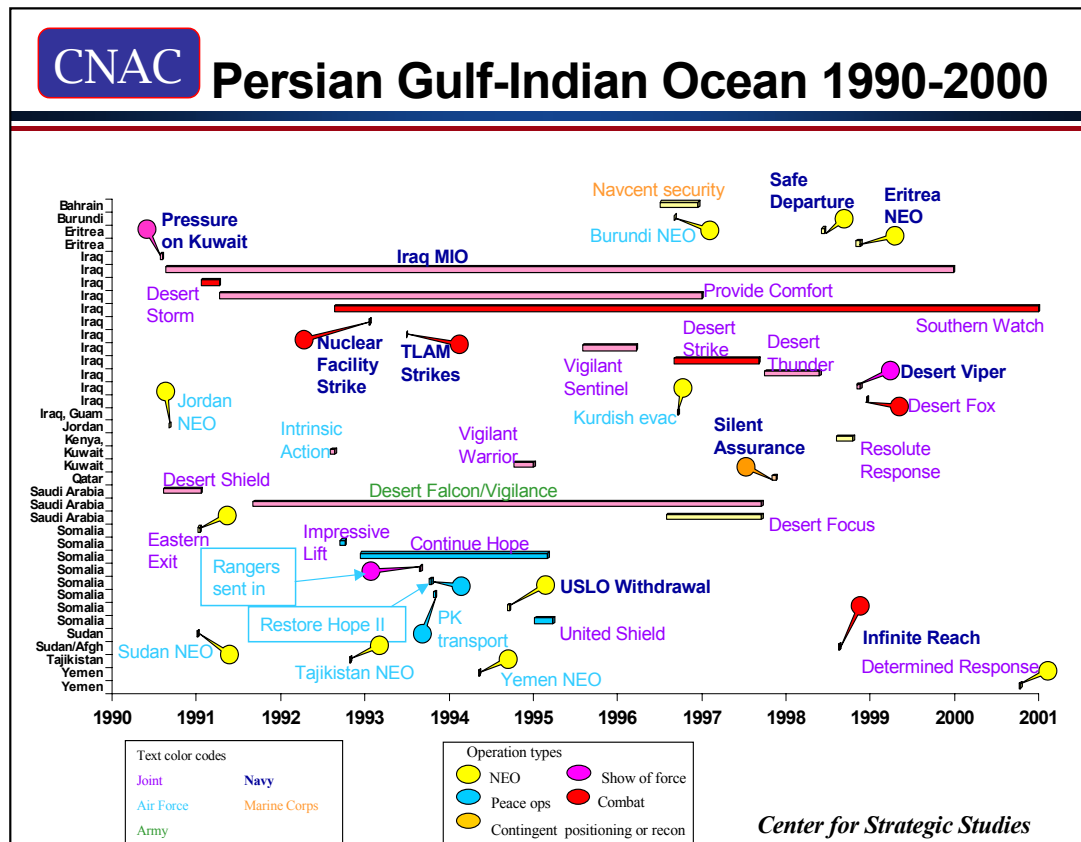 CNAC
Persian Gulf-Indian Ocean 1990-2000
Bahrain
Burundi
Eritrea
Eritrea
Iraq
Iraq
Iraq
Iraq
Iraq
Iraq
Iraq
Iraq
Iraq
Iraq
Iraq, Guam
Jordan
Kenya,
Kuwait
Kuwait
Qatar
Saudi Arabia
Saudi Arabia
Saudi Arabia
Somalia
Somalia
Somalia
Somalia
Somalia
Somalia
Somalia
Somalia
Sudan
Sudan/Afgh
Tajikistan
Yemen
Yemen
Navcent security
Safe
Departure
Eritrea
NEO
Burundi NEO
Pressure
on Kuwait
Iraq MIO
Desert
Storm
Provide Comfort
Southern Watch
Nuclear
Facility
Strike
TLAM
Strikes
Vigilant
Sentinel
Desert
Strike
Desert
Thunder
Desert Viper
Desert Fox
Jordan
NEO
Kurdish evac
Intrinsic
Action
Vigilant
Warrior
Silent
Assurance
Resolute
Response
Desert Shield
Desert Falcon/Vigilance
Desert Focus
Eastern
Exit
Impressive
Lift
Continue Hope
Rangers
sent in
Restore Hope II
PK
transport
USLO Withdrawal
United Shield
Infinite Reach
Sudan NEO
Tajikistan NEO
Yemen NEO
Determined Response
1990 1991 1992 1993 1994 1995 1996 1997 1998 1999 2000 2001
Text color codes
Joint Navy
Air Force Marine Corps
Army
Operation types
NEO Show of force
Peace ops Combat
Contingent positioning or recon
Center for Strategic Studies